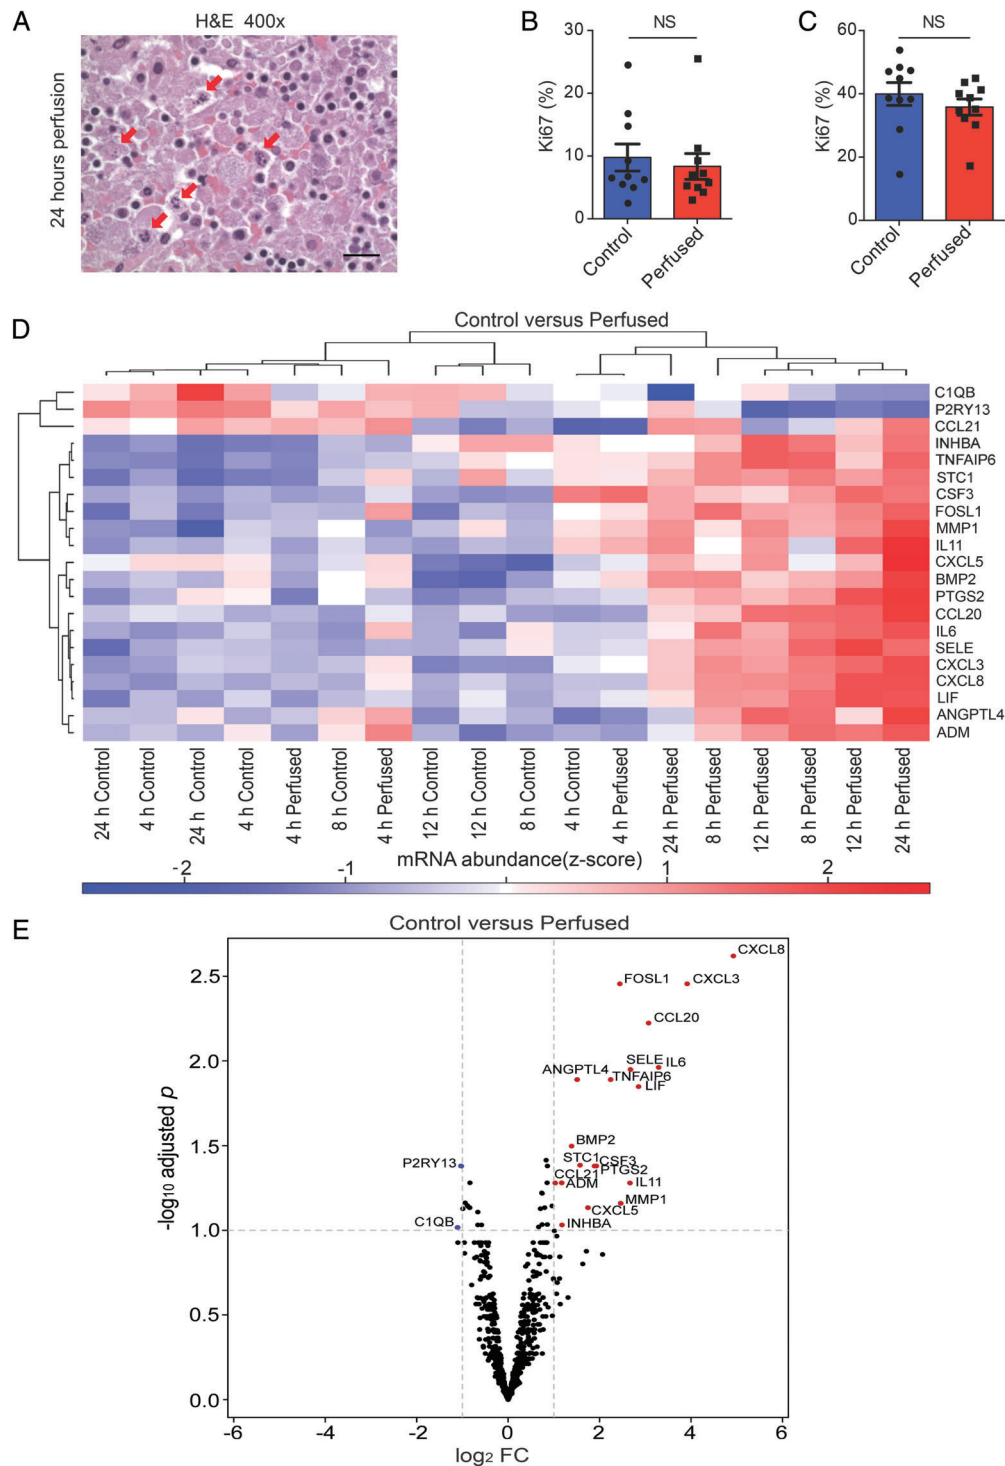 A
H&E 400x
24 hours perfusion
B
NS
Ki67 (%)
30
20
10
0
Control
Perfused
C
NS
Ki67 (%)
60
40
20
0
Control
Perfused
D
Control versus Perfused
C1QB
P2RY13
CCL21
INHBA
TNFAIP6
STC1
CSF3
FOSL1
MMP1
IL11
CXCL5
BMP2
PTGS2
CCL20
IL6
SELE
CXCL3
CXCL8
LIF
ANGPTL4
ADM
24 h Control
4 h Control
24 h Control
4 h Control
4 h Perfused
8 h Control
4 h Perfused
12 h Control
12 h Control
8 h Control
4 h Control
4 h Perfused
24 h Perfused
8 h Perfused
12 h Perfused
8 h Perfused
12 h Perfused
24 h Perfused
mRNA abundance(z-score)
-2 -1 0 1 2
E
Control versus Perfused
-log10 adjusted p
2.5
2.0
1.5
1.0
0.5
0.0
CXCL8
FOSL1 CXCL3
CCL20
SELE IL6
ANGPTL4 TNFAIP6
LIF
BMP2
STC1 CSF3
P2RY13 PTGS2
CCL21
ADM IL11
MMP1
CXCL5
C1QB INHBA
-6 -4 -2 0 2 4 6
log2 FC